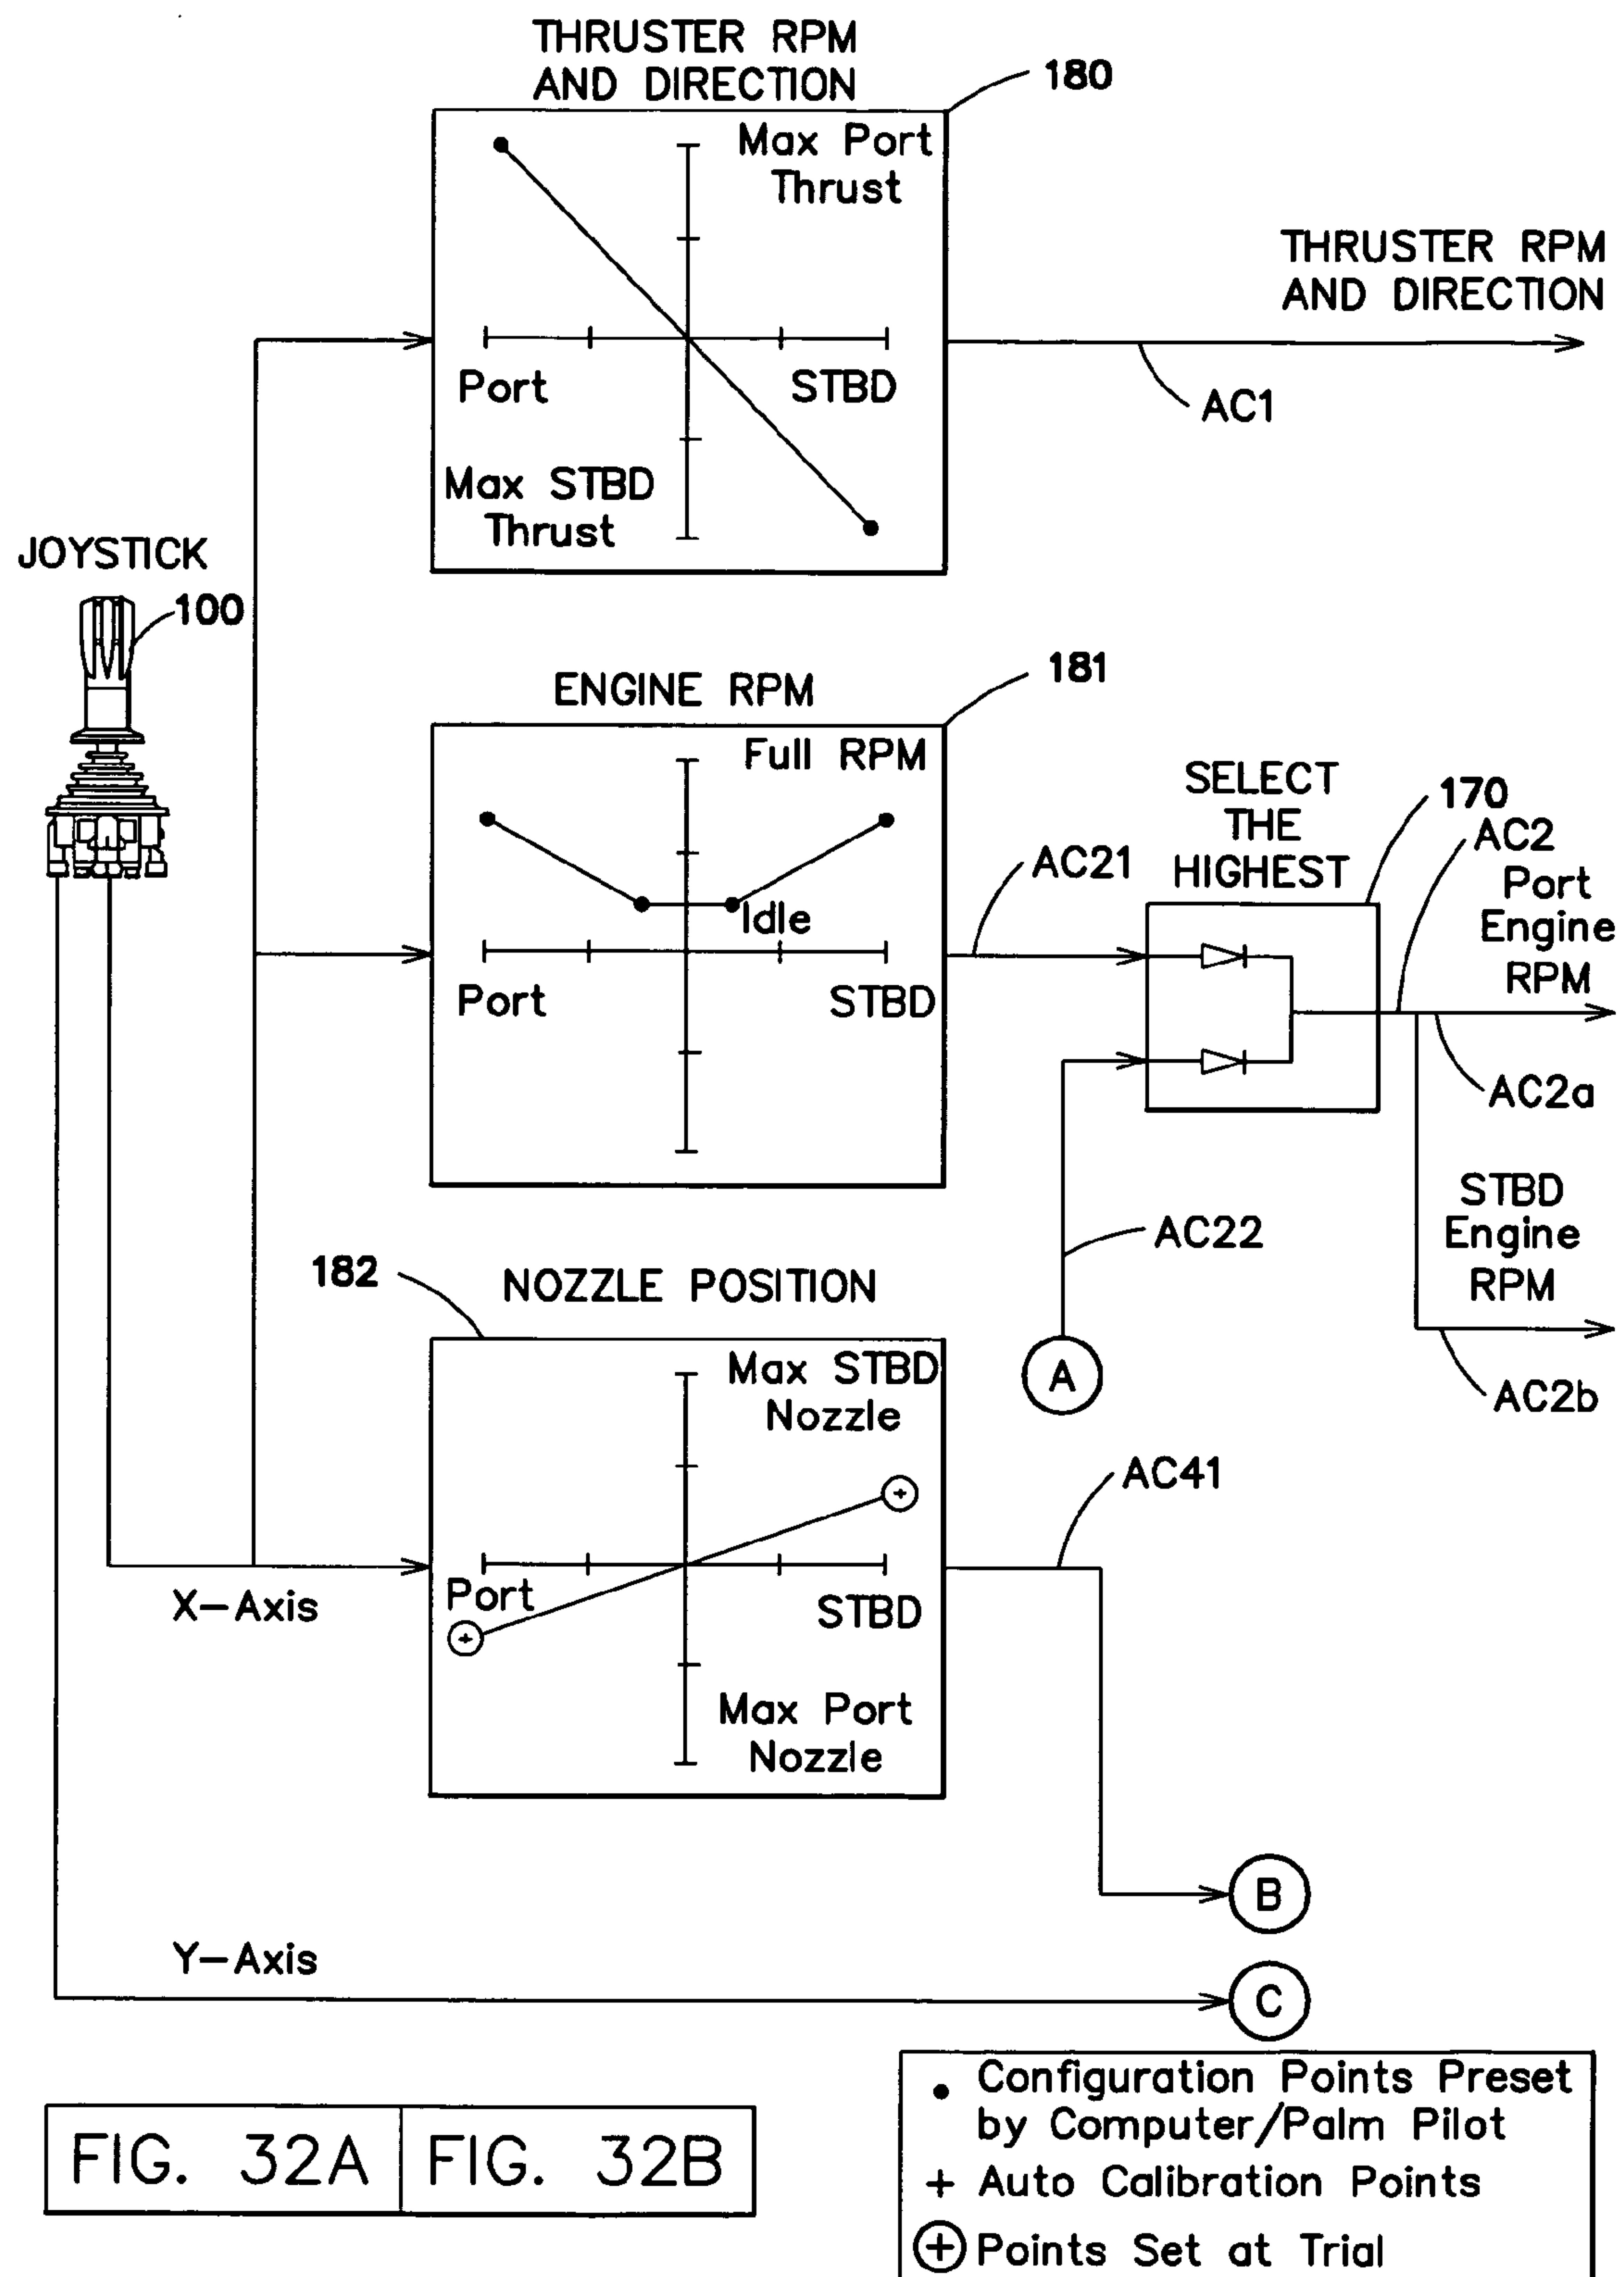 THRUSTER RPM
AND DIRECTION
180
Max Port
Thrust
Port
STBD
Max STBD
Thrust
THRUSTER RPM
AND DIRECTION
AC1
JOYSTICK
100
ENGINE RPM
181
Full RPM
Idle
Port
STBD
AC21
SELECT
THE
HIGHEST
170
AC2
Port
Engine
RPM
AC2a
STBD
Engine
RPM
AC2b
AC22
A
182
NOZZLE POSITION
Max STBD
Nozzle
Port
STBD
Max Port
Nozzle
AC41
X-Axis
B
Y-Axis
C
• Configuration Points Preset
by Computer/Palm Pilot
+ Auto Calibration Points
⊕ Points Set at Trial
FIG. 32A FIG. 32B